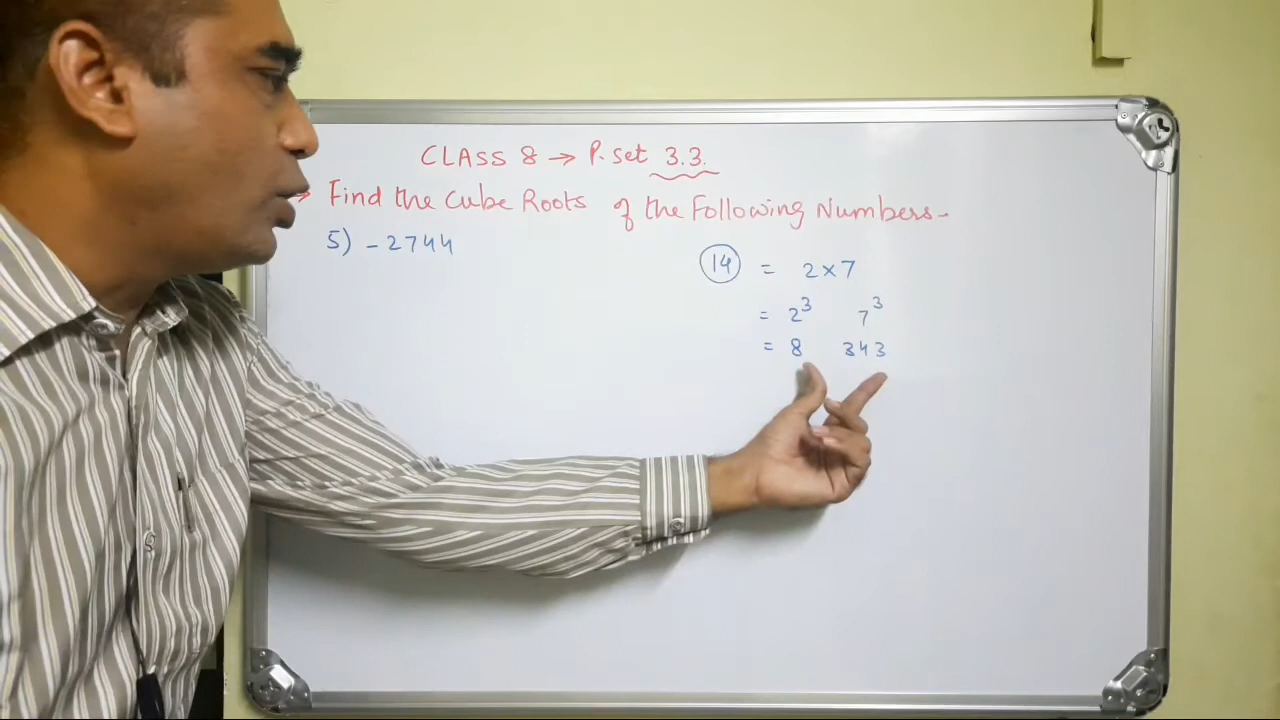 CLASS 8 → P. Set 3.3.
→ Find the Cube Roots of the Following Numbers.
5) - 2744
14 = 2 × 7
= 2³ 7³
= 8 343